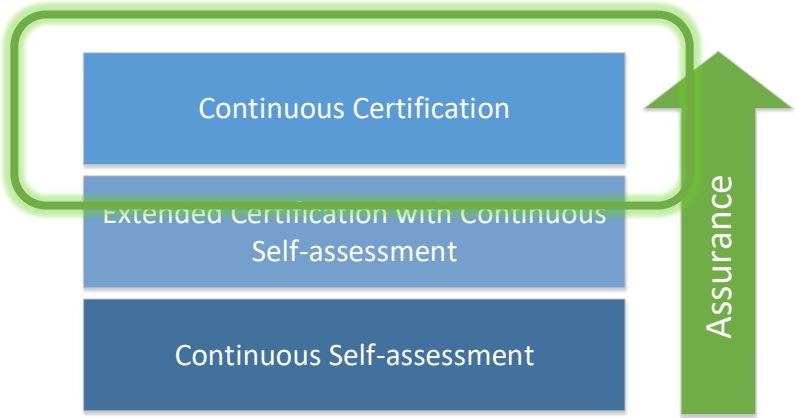 Continuous Certification
Extended Certification with Continuous
Self-assessment
Continuous Self-assessment
Assurance